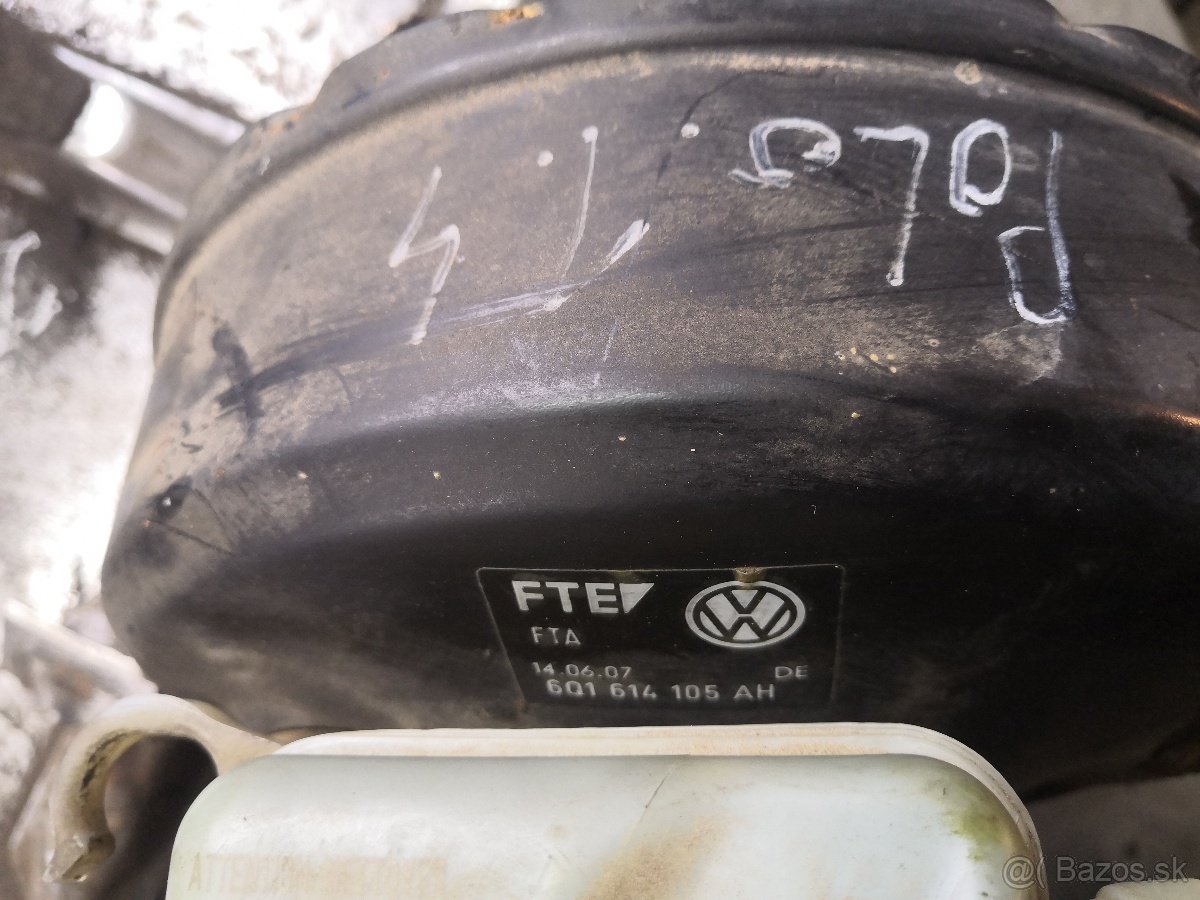 PoLo. 1.4
FTE
FTA
14.06.07 DE
6Q1 614 105 AH
@( Bazos.sk